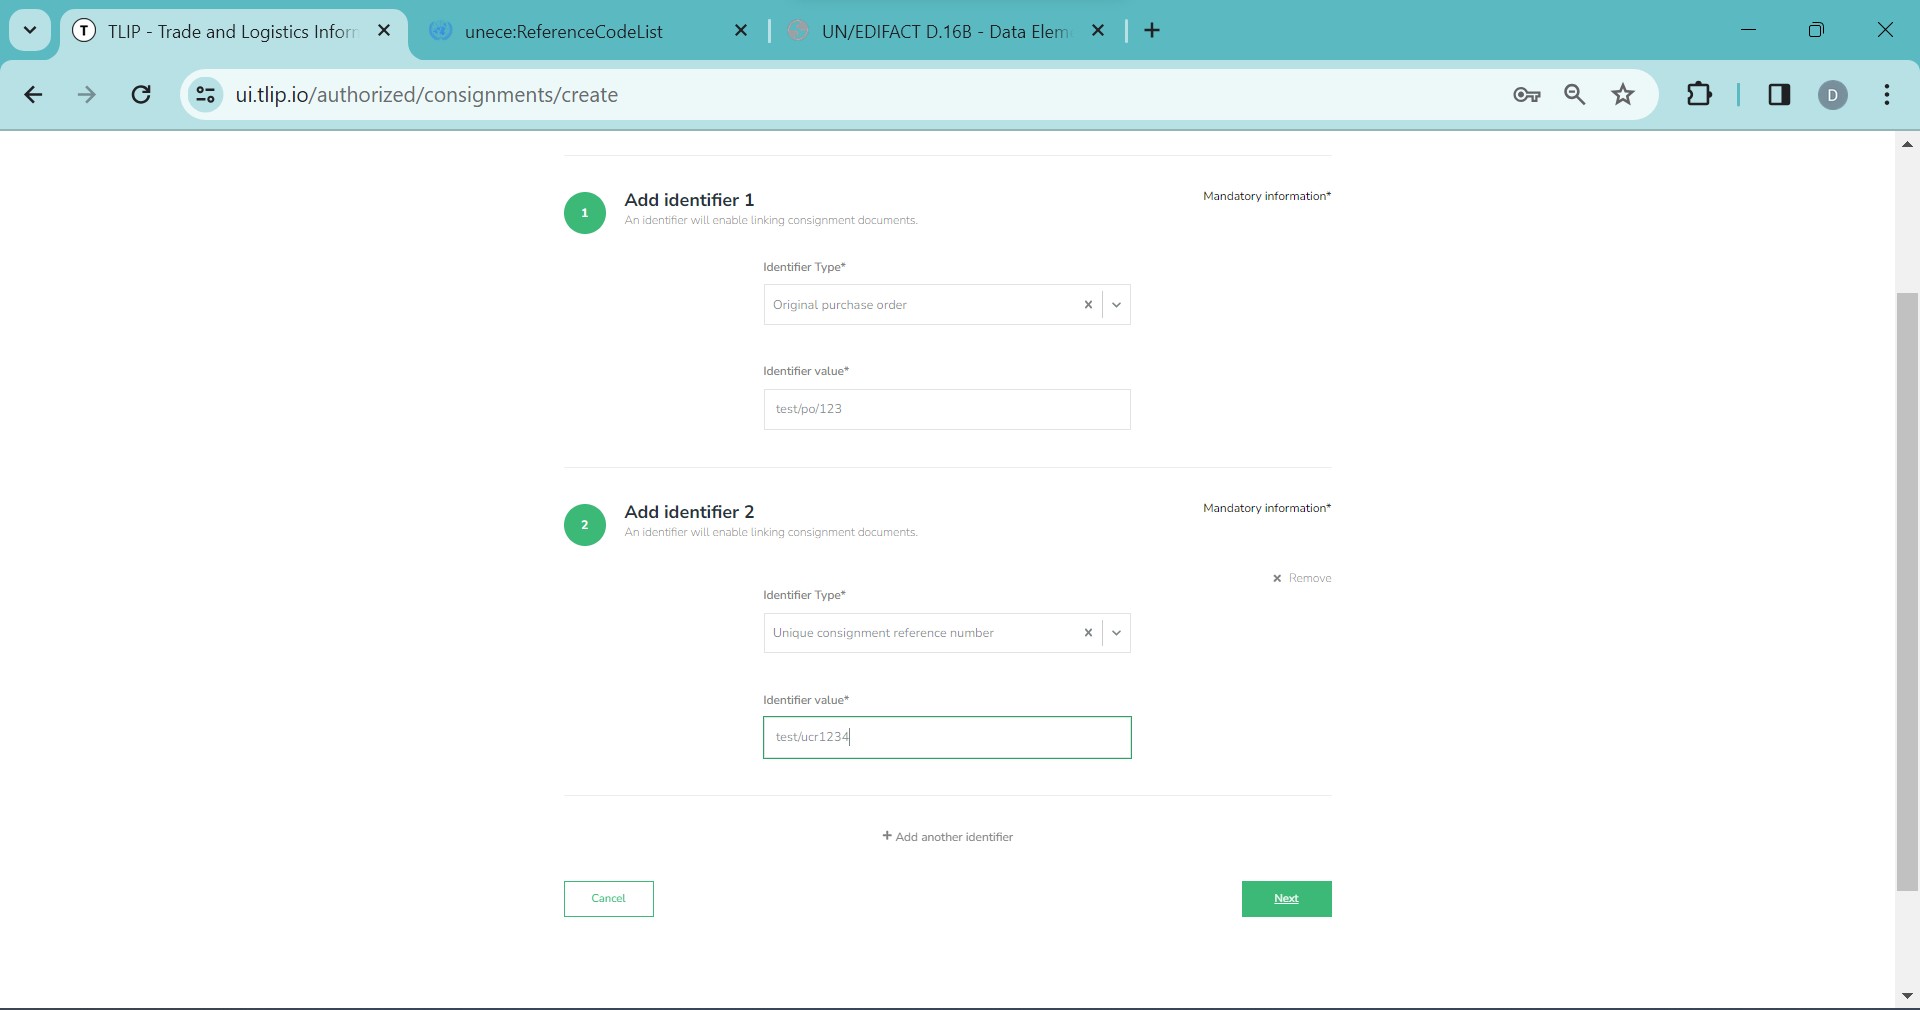 TLIP - Trade and Logistics Inforn
unece:ReferenceCodeList
UN/EDIFACT D.16B - Data Elem
ui.tlip.io/authorized/consignments/create
D
1
Add identifier 1
An identifier will enable linking consignment documents.
Mandatory information*
Identifier Type*
Original purchase order
Identifier value*
test/po/123
2
Add identifier 2
An identifier will enable linking consignment documents.
Mandatory information*
Remove
Identifier Type*
Unique consignment reference number
Identifier value*
test/ucr1234
+ Add another identifier
Cancel
Next